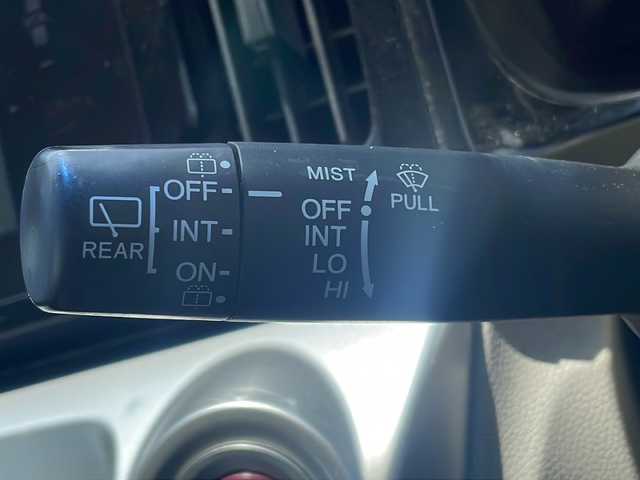 REAR
OFF
INT
ON
MIST
OFF
INT
LO
HI
PULL